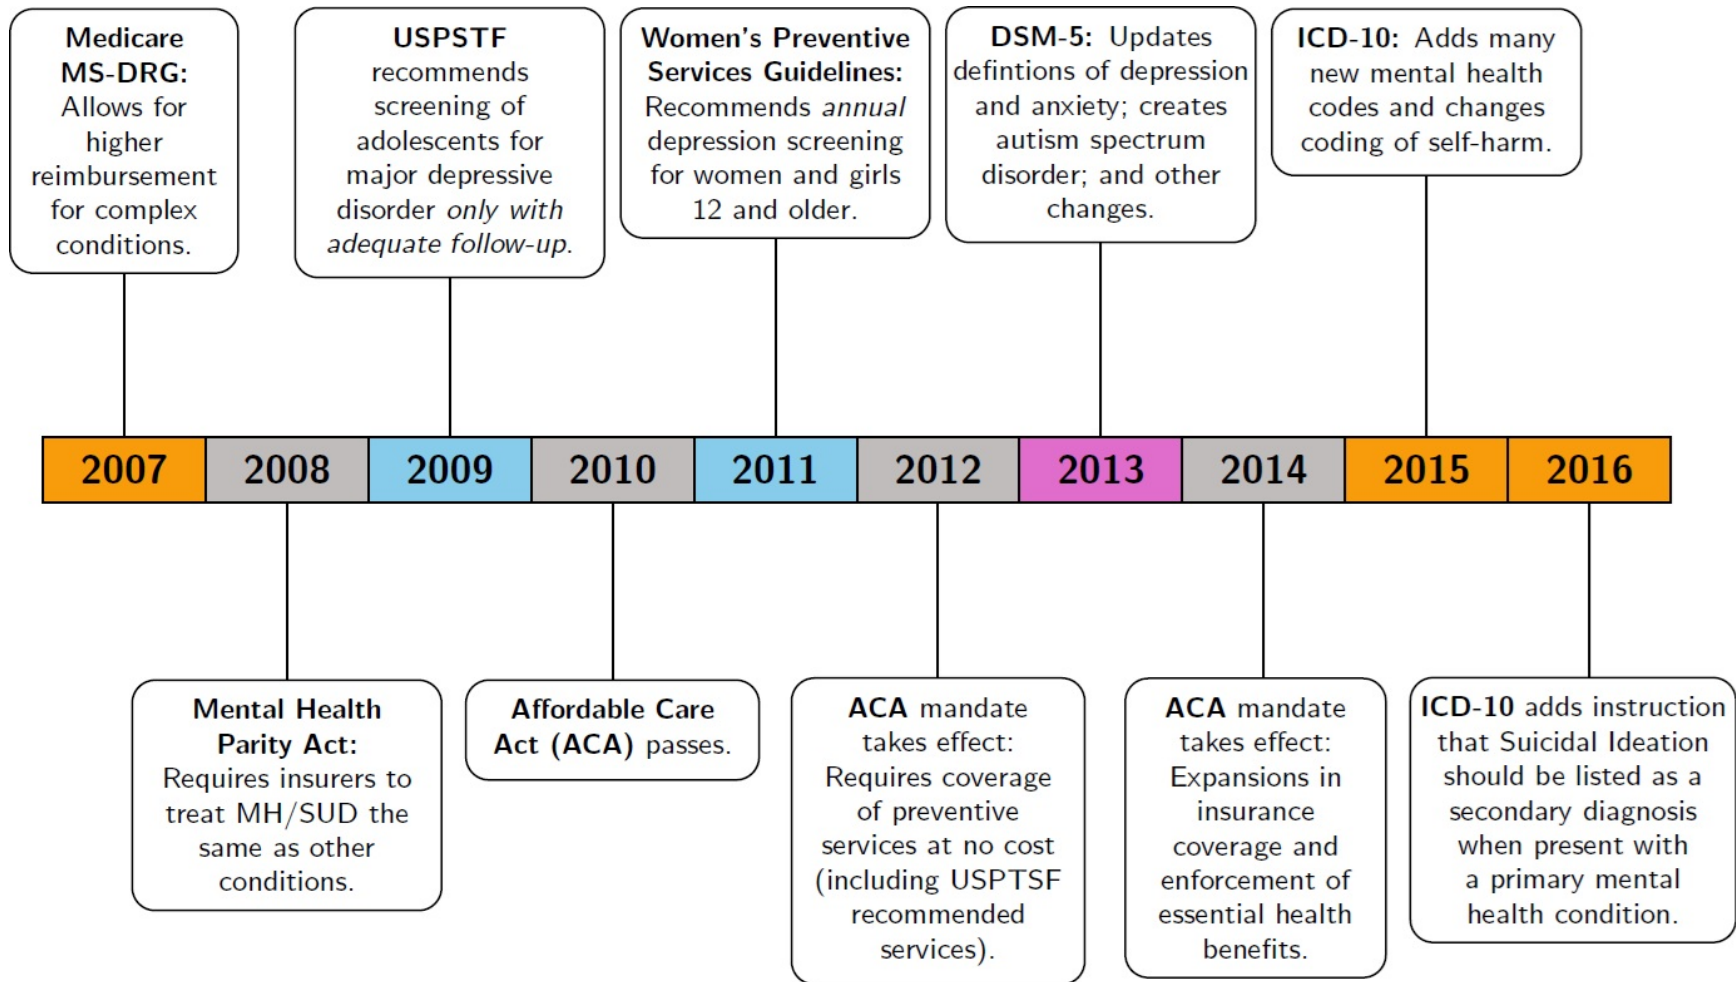 Medicare
MS-DRG:
Allows for
higher
reimbursement
for complex
conditions.
USPSTF
recommends
screening of
adolescents for
major depressive
disorder only with
adequate follow-up.
Women's Preventive
Services Guidelines:
Recommends annual
depression screening
for women and girls
12 and older.
DSM-5: Updates
defintions of depression
and anxiety; creates
autism spectrum
disorder; and other
changes.
ICD-10: Adds many
new mental health
codes and changes
coding of self-harm.
2007
2008
2009
2010
2011
2012
2013
2014
2015
2016
Mental Health
Parity Act:
Requires insurers to
treat MH/SUD the
same as other
conditions.
Affordable Care
Act (ACA) passes.
ACA mandate
takes effect:
Requires coverage
of preventive
services at no cost
(including USPTSF
recommended
services).
ACA mandate
takes effect:
Expansions in
insurance
coverage and
enforcement of
essential health
benefits.
ICD-10 adds instruction
that Suicidal Ideation
should be listed as a
secondary diagnosis
when present with
a primary mental
health condition.